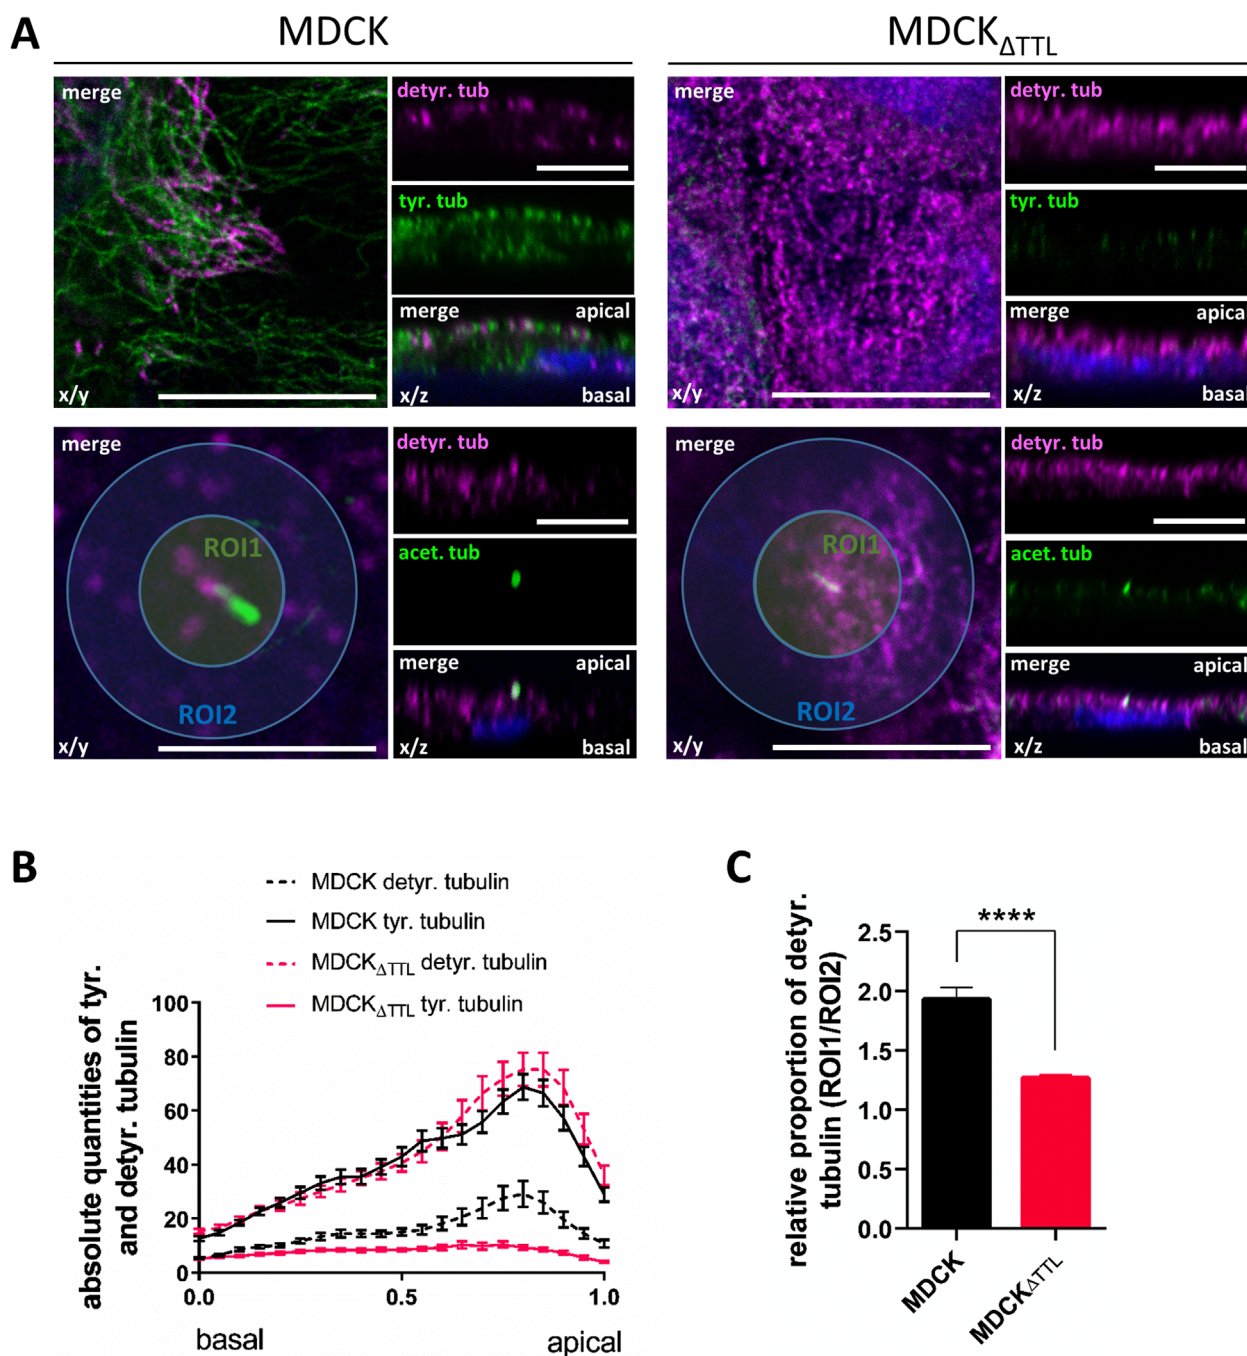 A
MDCK
MDCKΔTTL
merge
x/y
detyr. tub
tyr. tub
merge
apical
x/z
basal
merge
x/y
detyr. tub
tyr. tub
merge
apical
x/z
basal
merge
ROI1
ROI2
x/y
detyr. tub
acet. tub
merge
apical
x/z
basal
merge
ROI1
ROI2
x/y
detyr. tub
acet. tub
merge
apical
x/z
basal
B
MDCK detyr. tubulin
MDCK tyr. tubulin
MDCKΔTTL detyr. tubulin
MDCKΔTTL tyr. tubulin
absolute quantities of tyr.
and detyr. tubulin
100
80
60
40
20
0
0.0
0.5
1.0
basal
apical
C
relative proportion of detyr.
tubulin (ROI1/ROI2)
2.5
2.0
1.5
1.0
0.5
0.0
****
MDCK
MDCKΔTTL